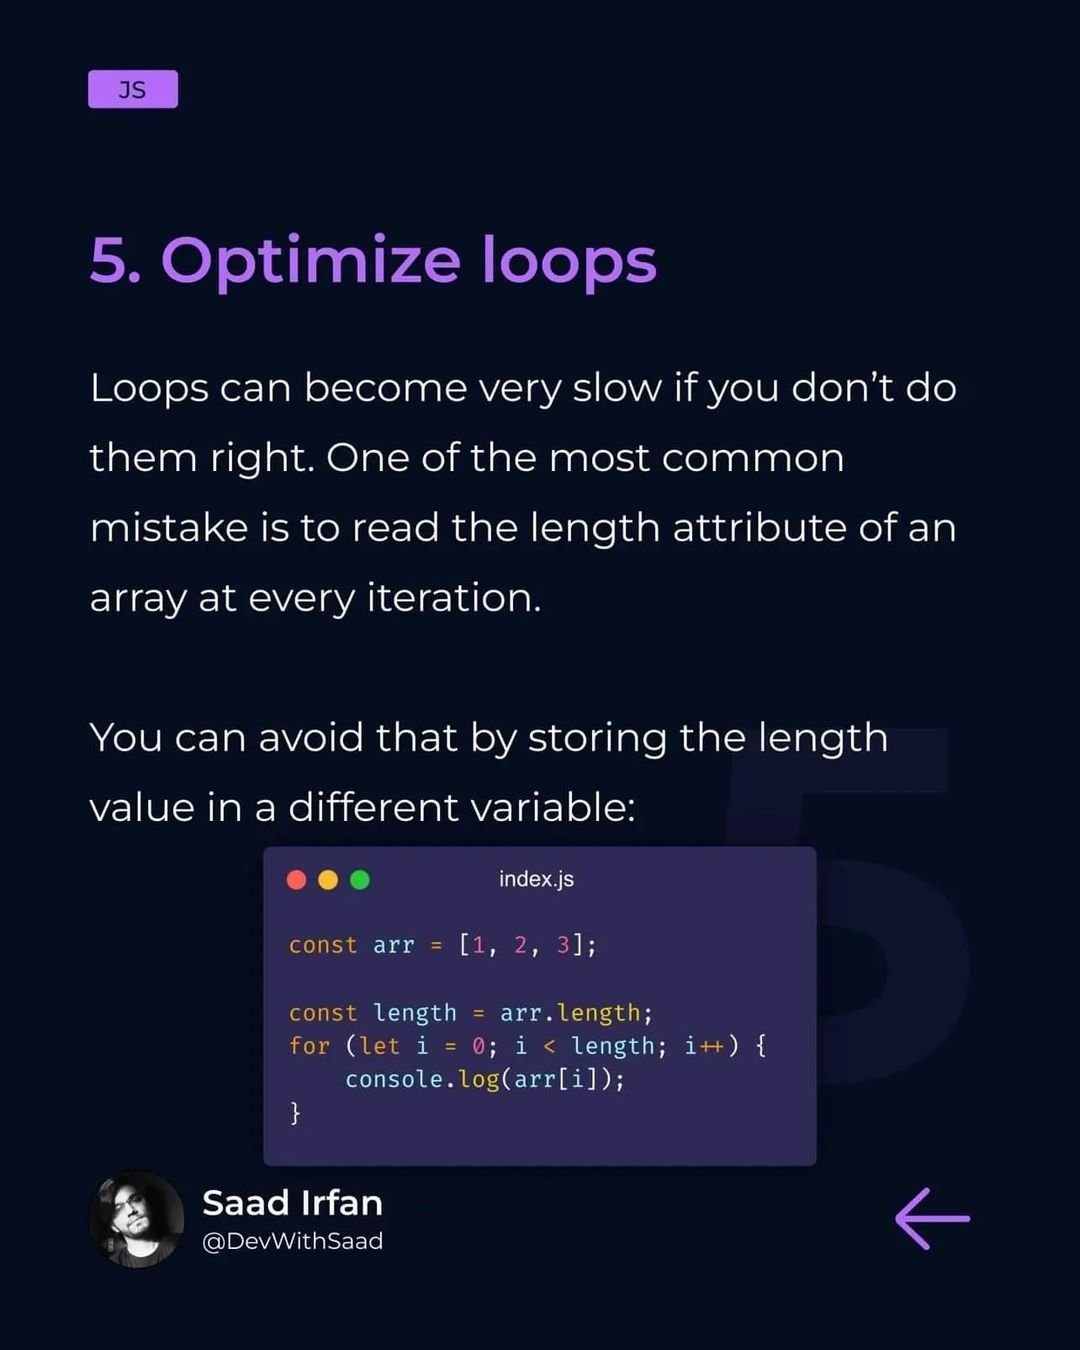 JS
5. Optimize loops
Loops can become very slow if you don’t do
them right. One of the most common
mistake is to read the length attribute of an
array at every iteration.
You can avoid that by storing the length
value in a different variable:
5
index.js
const arr = [1, 2, 3];
const length = arr.length;
for (let i = 0; i < length; i++) {
    console.log(arr[i]);
}
Saad Irfan
@DevWithSaad